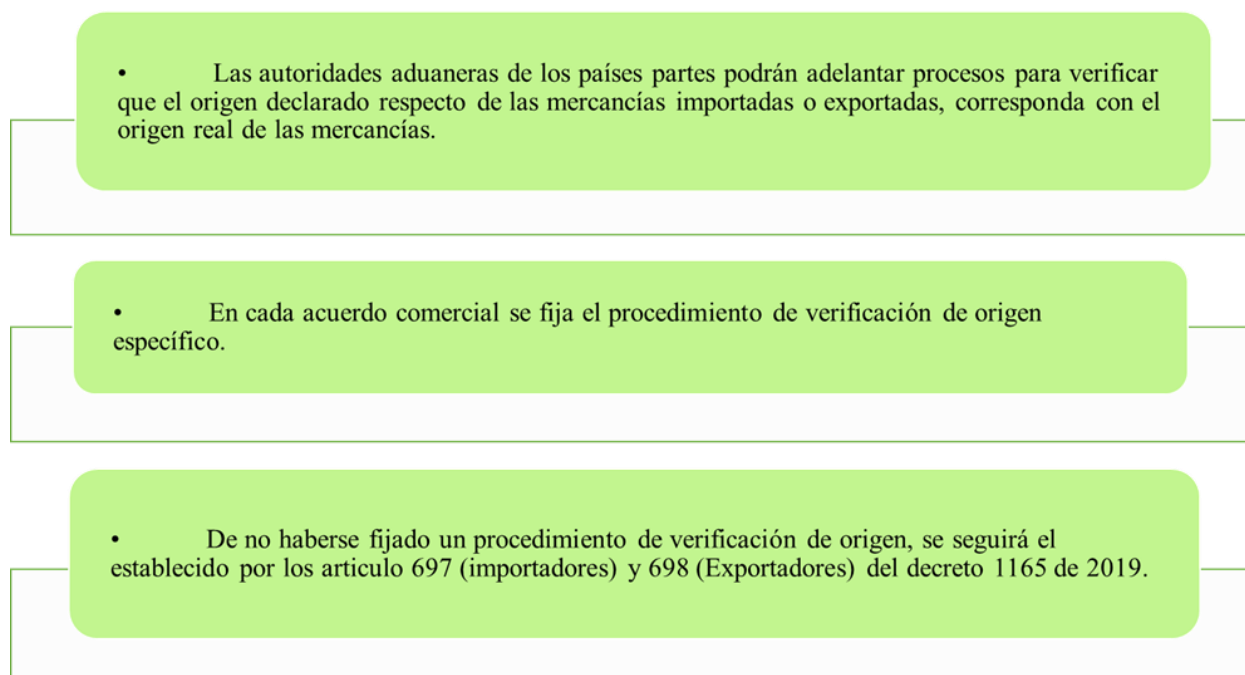 • Las autoridades aduaneras de los países partes podrán adelantar procesos para verificar
que el origen declarado respecto de las mercancías importadas o exportadas, corresponda con el
origen real de las mercancías.
• En cada acuerdo comercial se fija el procedimiento de verificación de origen
específico.
• De no haberse fijado un procedimiento de verificación de origen, se seguirá el
establecido por los articulo 697 (importadores) y 698 (Exportadores) del decreto 1165 de 2019.